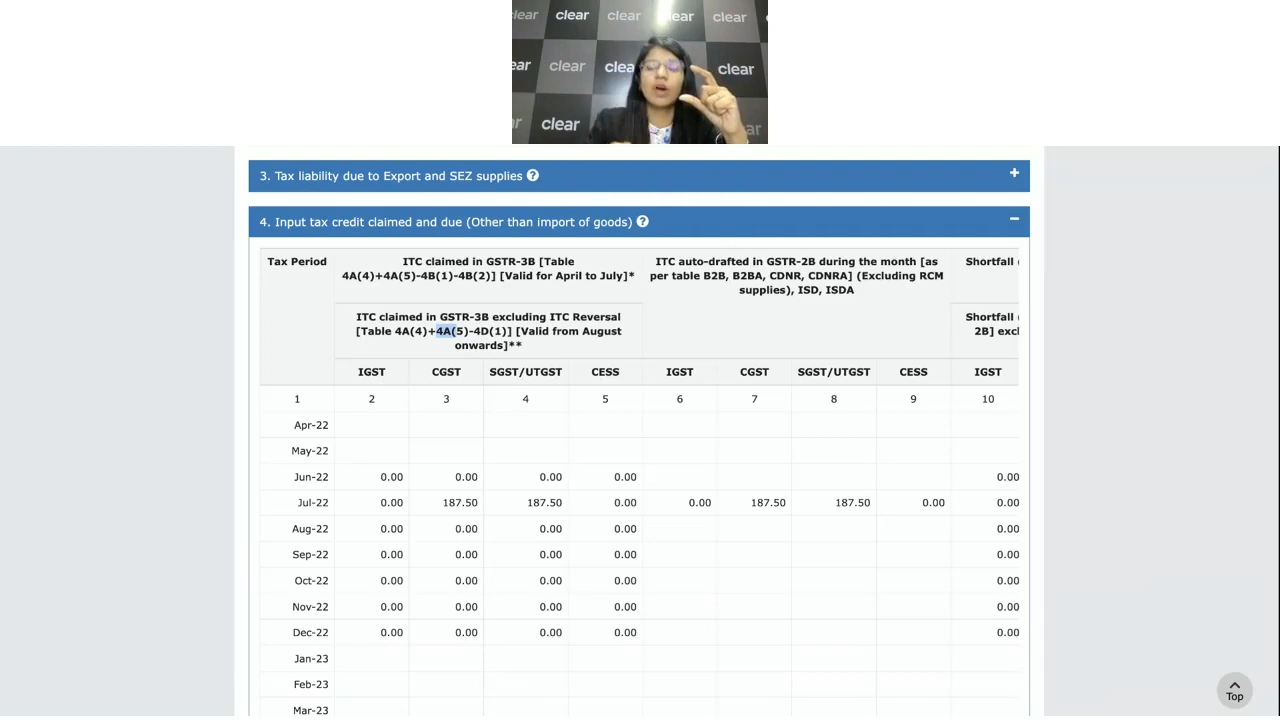 clear clear clear clear clear
ear clear clea clear
r clear ar
3. Tax liability due to Export and SEZ supplies ? +
4. Input tax credit claimed and due (Other than import of goods) ? −
Tax Period
ITC claimed in GSTR-3B [Table
4A(4)+4A(5)-4B(1)-4B(2)] [Valid for April to July]*
ITC auto-drafted in GSTR-2B during the month [as
per table B2B, B2BA, CDNR, CDNRA] (Excluding RCM
supplies), ISD, ISDA
Shortfall (
ITC claimed in GSTR-3B excluding ITC Reversal
[Table 4A(4)+4A(5)-4D(1)] [Valid from August
onwards]**
Shortfall (
2B] excl
IGST CGST SGST/UTGST CESS IGST CGST SGST/UTGST CESS IGST
1 2 3 4 5 6 7 8 9 10
Apr-22
May-22
Jun-22 0.00 0.00 0.00 0.00 0.00
Jul-22 0.00 187.50 187.50 0.00 0.00 187.50 187.50 0.00 0.00
Aug-22 0.00 0.00 0.00 0.00 0.00
Sep-22 0.00 0.00 0.00 0.00 0.00
Oct-22 0.00 0.00 0.00 0.00 0.00
Nov-22 0.00 0.00 0.00 0.00 0.00
Dec-22 0.00 0.00 0.00 0.00 0.00
Jan-23
Feb-23
Mar-23
Top